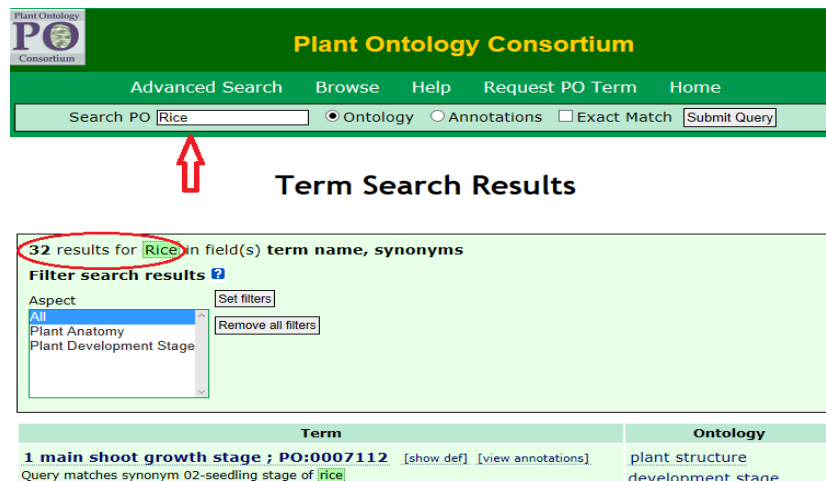 Plant Ontology
PO
Consortium
Plant Ontology Consortium
Advanced Search Browse Help Request PO Term Home
Search PO Rice Ontology Annotations Exact Match Submit Query
Term Search Results
32 results for Rice in field(s) term name, synonyms
Filter search results ?
Aspect Set filters
All
Remove all filters
Plant Anatomy
Plant Development Stage
Term Ontology
1 main shoot growth stage ; PO:0007112 [show def] [view annotations] plant structure
Query matches synonym 02-seedling stage of rice development stage